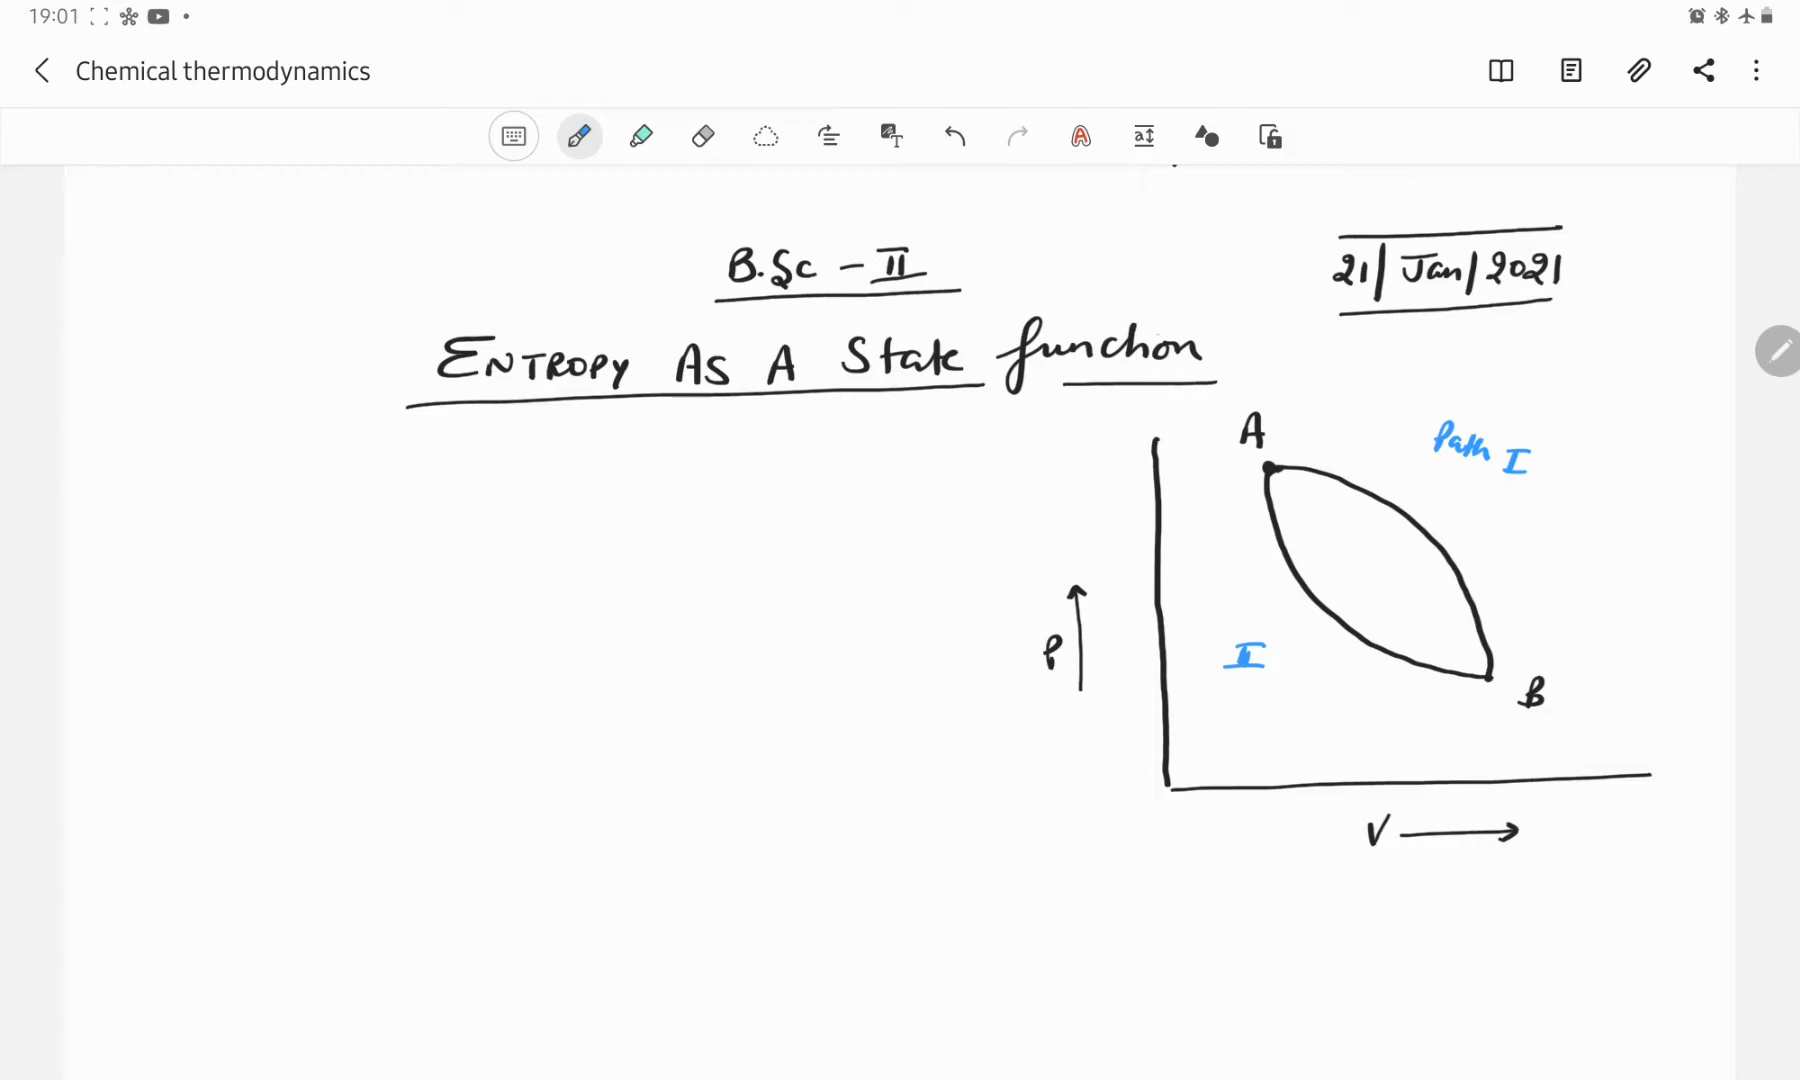 19:01
Chemical thermodynamics
B.Sc - II
21/Jan/2021
ENTROPY AS A State function
A
Path I
P
II
B
V